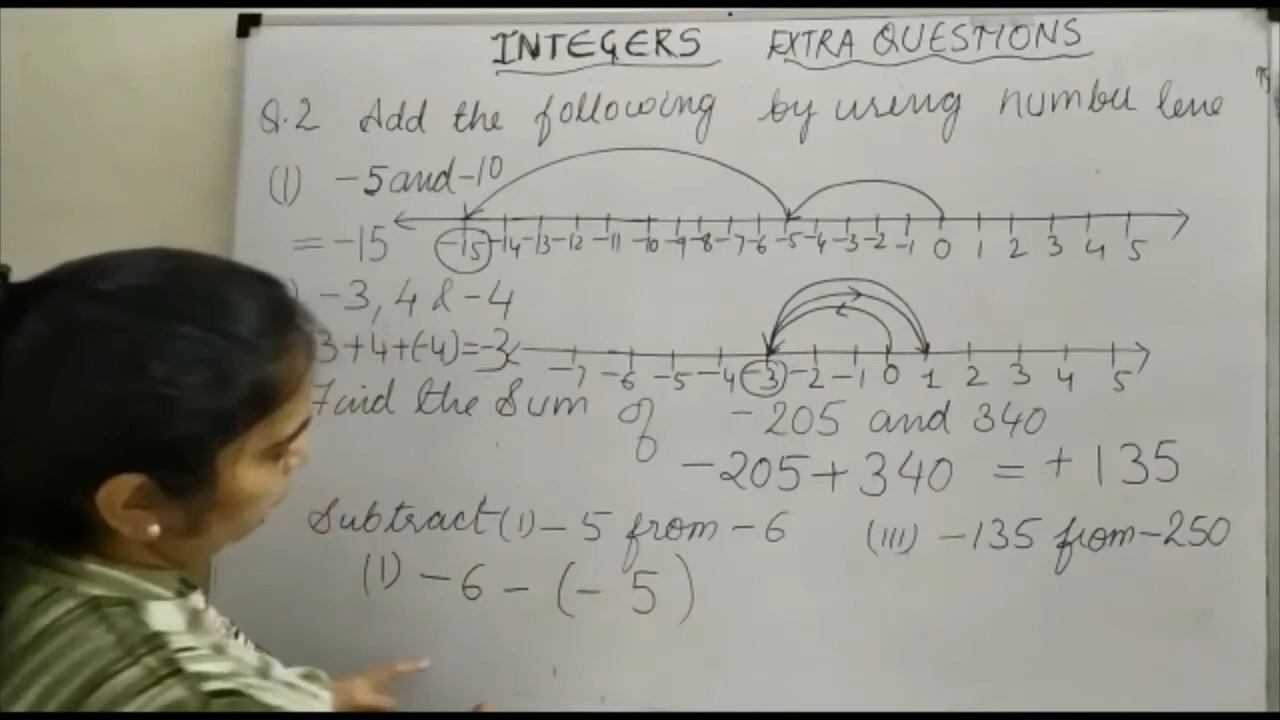 INTEGERS EXTRA QUESTIONS
Q.2 Add the following by using number line
(I) -5 and -10
= -15
-15 -14 -13 -12 -11 -10 -9 -8 -7 -6 -5 -4 -3 -2 -1 0 1 2 3 4 5
) -3, 4 & -4
3+4+(-4)=-3
-7 -6 -5 -4 -3 -2 -1 0 1 2 3 4 5
Find the Sum of -205 and 340
-205+340 = +135
Subtract (I) -5 from -6 (III) -135 from -250
(I) -6 - (-5)